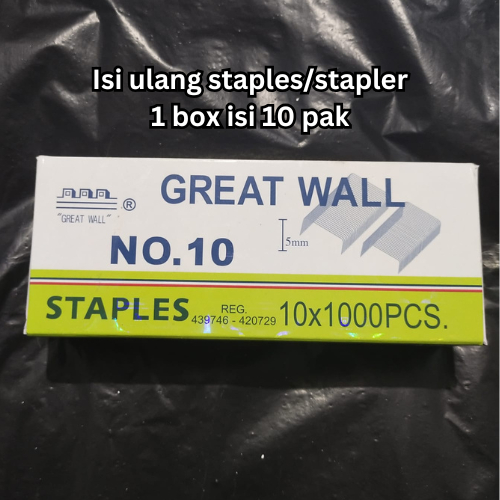 Isi ulang staples/stapler
1 box isi 10 pak
GREAT WALL
®
"GREAT WALL"
5mm
NO.10
STAPLES
REG.
439746 - 420729
10x1000PCS.